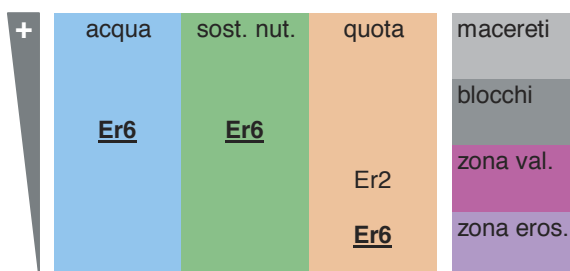 + acqua sost. nut. quota macereti
blocchi
Er6 Er6
zona val.
Er2
zona eros.
Er6